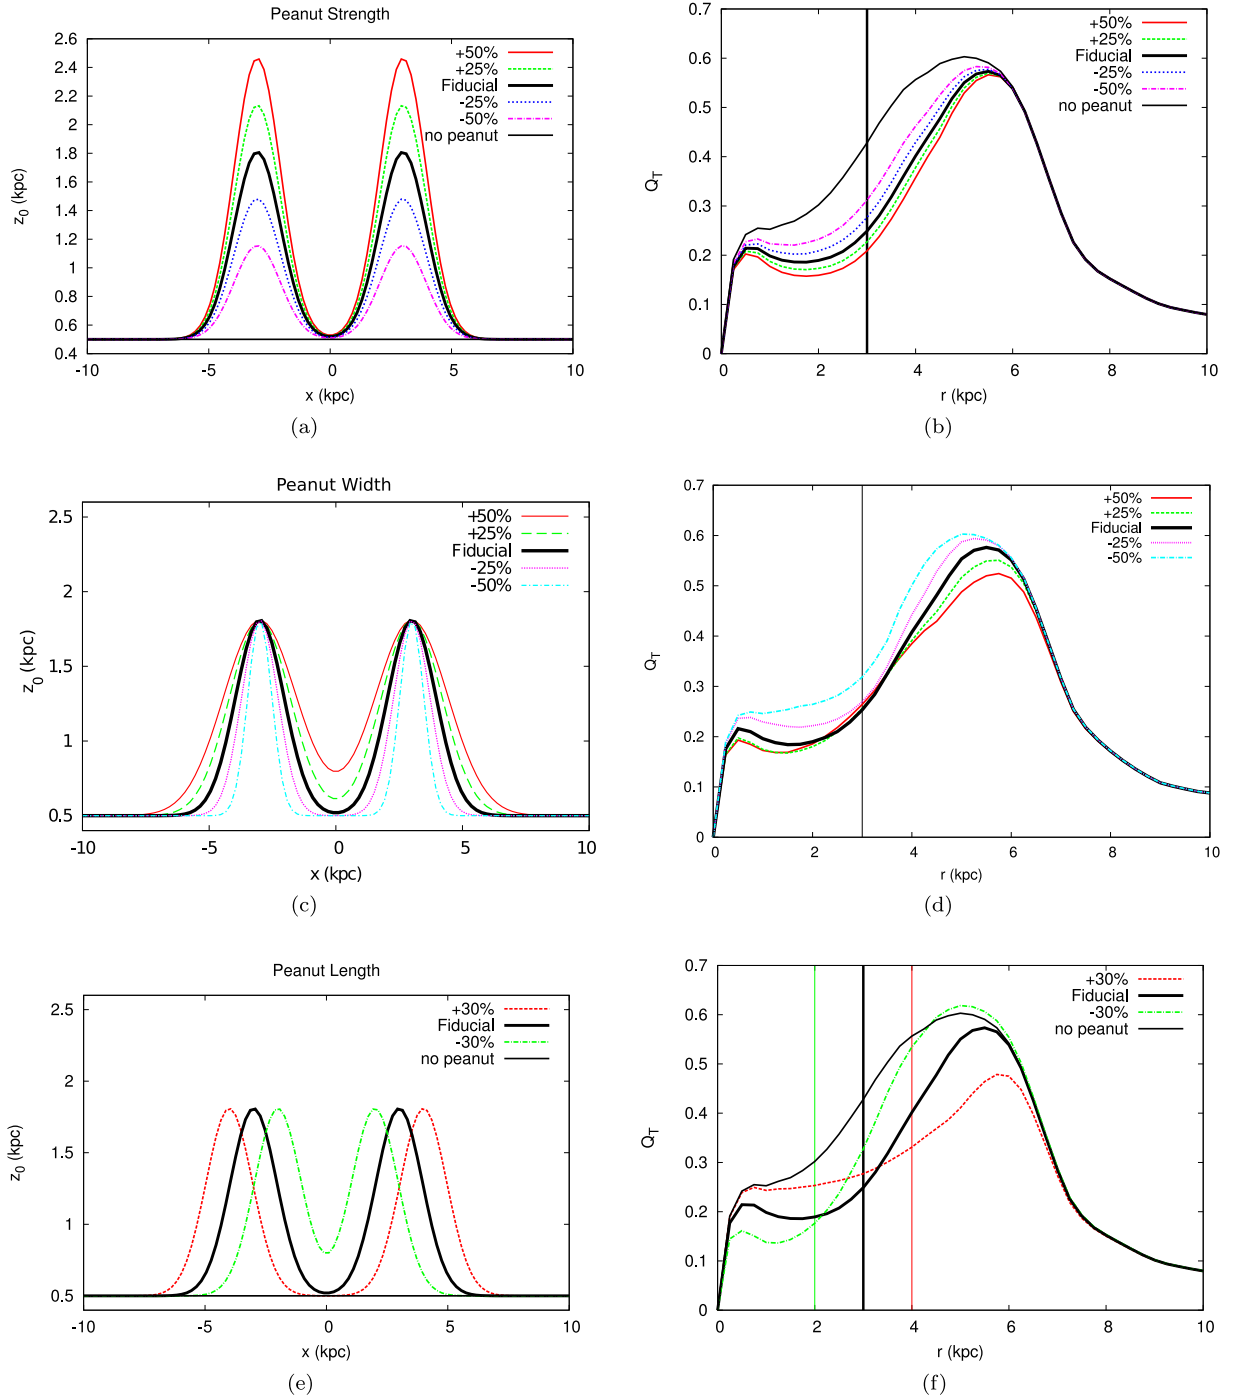 Peanut Strength
2.6
2.4
2.2
2
1.8
1.6
1.4
1.2
1
0.8
0.6
0.4
z0 (kpc)
+50%
+25%
Fiducial
-25%
-50%
no peanut
-10 -5 0 5 10
x (kpc)
(a)
0.7
0.6
0.5
0.4
0.3
0.2
0.1
0
QT
+50%
+25%
Fiducial
-25%
-50%
no peanut
0 2 4 6 8 10
r (kpc)
(b)
Peanut Width
2.5
2
1.5
1
0.5
z0 (kpc)
+50%
+25%
Fiducial
-25%
-50%
-10 -5 0 5 10
x (kpc)
(c)
0.7
0.6
0.5
0.4
0.3
0.2
0.1
0
QT
+50%
+25%
Fiducial
-25%
-50%
0 2 4 6 8 10
r (kpc)
(d)
Peanut Length
2.5
2
1.5
1
0.5
z0 (kpc)
+30%
Fiducial
-30%
no peanut
-10 -5 0 5 10
x (kpc)
(e)
0.7
0.6
0.5
0.4
0.3
0.2
0.1
0
QT
+30%
Fiducial
-30%
no peanut
0 2 4 6 8 10
r (kpc)
(f)